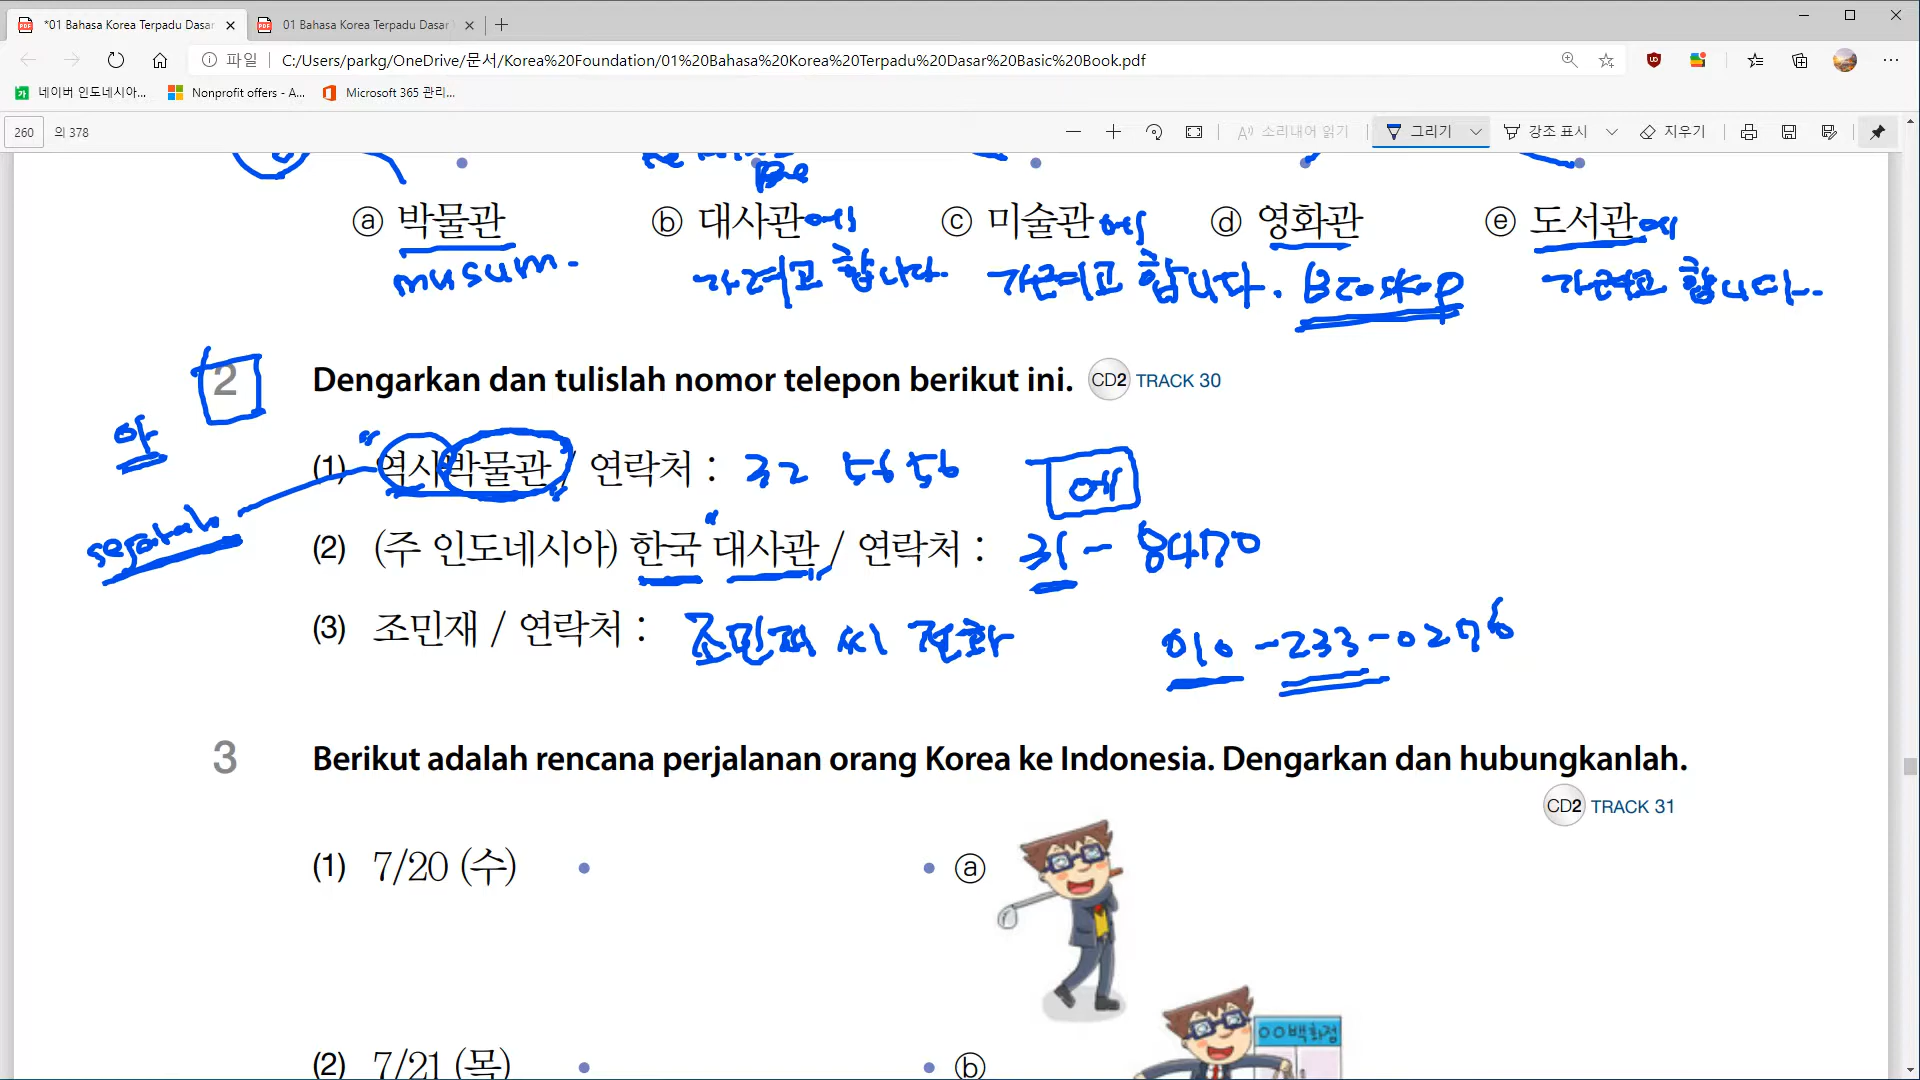 *01 Bahasa Korea Terpadu Dasar
01 Bahasa Korea Terpadu Dasar
파일 C:/Users/parkg/OneDrive/문서/Korea%20Foundation/01%20Bahasa%20Korea%20Terpadu%20Dasar%20Basic%20Book.pdf
네이버 인도네시아... Nonprofit offers - A... Microsoft 365 관리...
260 의 378 소리내어 읽기 그리기 강조 표시 지우기
ⓐ 박물관 ⓑ 대사관에 ⓒ 미술관에 ⓓ 영화관 ⓔ 도서관에
musum. 가려고 합니다. 가려고 합니다. Bioskop 가려고 합니다.
2 Dengarkan dan tulislah nomor telepon berikut ini. CD2 TRACK 30
(1) 역사박물관 / 연락처 : 32 5656 에
sejarah
(2) (주 인도네시아) 한국 대사관 / 연락처 : 31 - 8470
(3) 조민재 / 연락처 : 조민재 씨 전화 010 - 233 - 0276
3 Berikut adalah rencana perjalanan orang Korea ke Indonesia. Dengarkan dan hubungkanlah.
CD2 TRACK 31
(1) 7/20 (수) ⓐ
○○백화점
(2) 7/21 (목) ⓑ